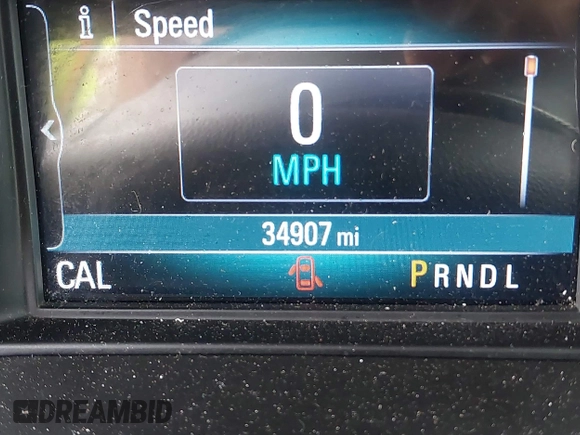 i Speed
0
MPH
34907 mi
CAL PRNDL
DREAMBID